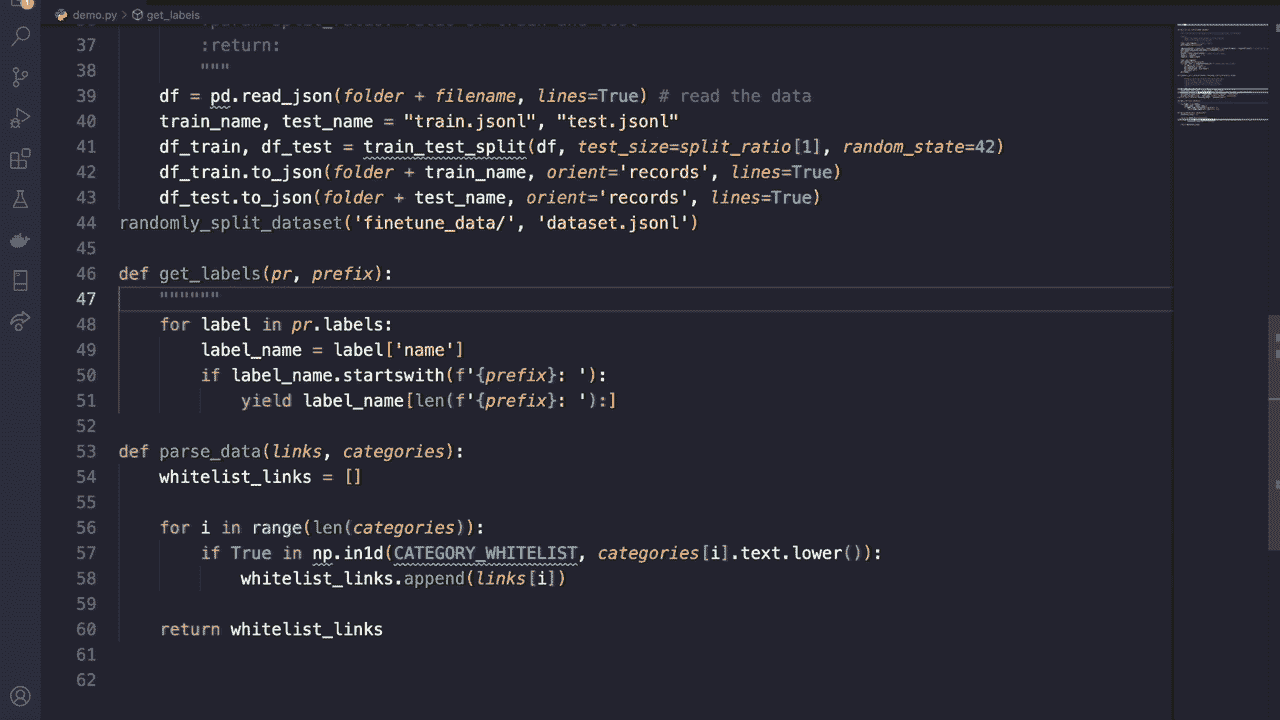 1
demo.py > get_labels
37 :return:
38 """
39 df = pd.read_json(folder + filename, lines=True) # read the data
40 train_name, test_name = "train.jsonl", "test.jsonl"
41 df_train, df_test = train_test_split(df, test_size=split_ratio[1], random_state=42)
42 df_train.to_json(folder + train_name, orient='records', lines=True)
43 df_test.to_json(folder + test_name, orient='records', lines=True)
44 randomly_split_dataset('finetune_data/', 'dataset.jsonl')
45
46 def get_labels(pr, prefix):
47 """"""
48 for label in pr.labels:
49 label_name = label['name']
50 if label_name.startswith(f'{prefix}: '):
51 yield label_name[len(f'{prefix}: '):]
52
53 def parse_data(links, categories):
54 whitelist_links = []
55
56 for i in range(len(categories)):
57 if True in np.in1d(CATEGORY_WHITELIST, categories[i].text.lower()):
58 whitelist_links.append(links[i])
59
60 return whitelist_links
61
62